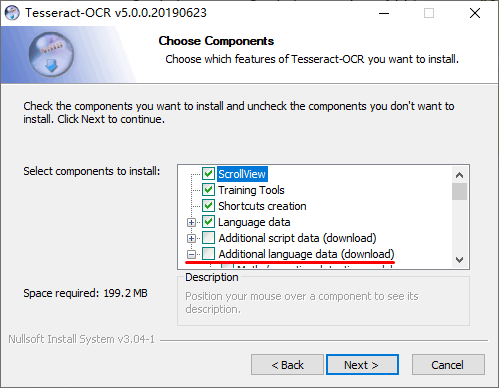 Tesseract-OCR v5.0.0.20190623
Choose Components
Choose which features of Tesseract-OCR you want to install.
Check the components you want to install and uncheck the components you don't want to
install. Click Next to continue.
Select components to install:
ScrollView
Training Tools
Shortcuts creation
Language data
Additional script data (download)
Additional language data (download)
Space required: 199.2 MB
Description
Position your mouse over a component to see its
description.
Nullsoft Install System v3.04-1
< Back
Next >
Cancel